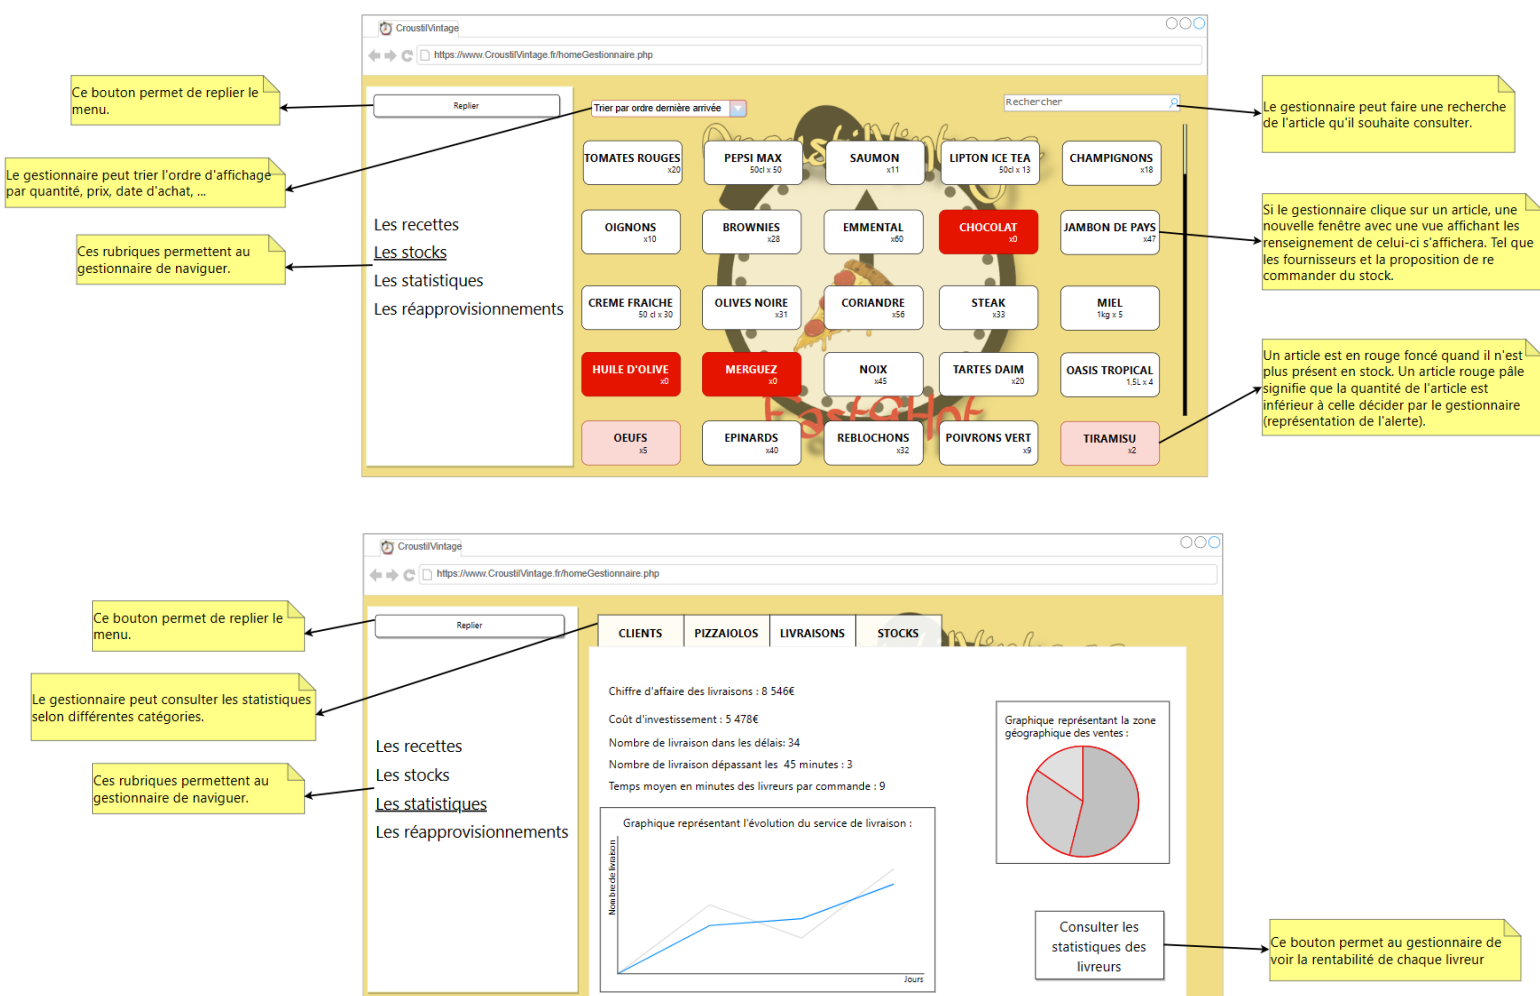 CroustilVintage
https://www.CroustilVintage.fr/homeGestionnaire.php
Ce bouton permet de replier le
menu.
Le gestionnaire peut trier l'ordre d'affichage
par quantité, prix, date d'achat, ...
Ces rubriques permettent au
gestionnaire de naviguer.
Replier
Les recettes
Les stocks
Les statistiques
Les réapprovisionnements
Trier par ordre dernière arrivée
Rechercher
TOMATES ROUGES
x20
PEPSI MAX
50cl x 50
SAUMON
x11
LIPTON ICE TEA
50cl x 13
CHAMPIGNONS
x18
OIGNONS
x10
BROWNIES
x28
EMMENTAL
x60
CHOCOLAT
x0
JAMBON DE PAYS
x47
CREME FRAICHE
50 cl x 30
OLIVES NOIRE
x31
CORIANDRE
x56
STEAK
x33
MIEL
1kg x 5
HUILE D'OLIVE
x0
MERGUEZ
x0
NOIX
x45
TARTES DAIM
x20
OASIS TROPICAL
1,5L x 4
Fast&Hot
OEUFS
x5
EPINARDS
x40
REBLOCHONS
x32
POIVRONS VERT
x9
TIRAMISU
x2
Le gestionnaire peut faire une recherche
de l'article qu'il souhaite consulter.
Si le gestionnaire clique sur un article, une
nouvelle fenêtre avec une vue affichant les
renseignement de celui-ci s'affichera. Tel que
les fournisseurs et la proposition de re
commander du stock.
Un article est en rouge foncé quand il n'est
plus présent en stock. Un article rouge pâle
signifie que la quantité de l'article est
inférieur à celle décider par le gestionnaire
(représentation de l'alerte).
CroustilVintage
https://www.CroustilVintage.fr/homeGestionnaire.php
Ce bouton permet de replier le
menu.
Le gestionnaire peut consulter les statistiques
selon différentes catégories.
Ces rubriques permettent au
gestionnaire de naviguer.
Replier
Les recettes
Les stocks
Les statistiques
Les réapprovisionnements
CLIENTS
PIZZAIOLOS
LIVRAISONS
STOCKS
Chiffre d'affaire des livraisons : 8 546€
Coût d'investissement : 5 478€
Nombre de livraison dans les délais: 34
Nombre de livraison dépassant les 45 minutes : 3
Temps moyen en minutes des livreurs par commande : 9
Graphique représentant l'évolution du service de livraison :
Nombre de livraison
Jours
Graphique représentant la zone
géographique des ventes :
Consulter les
statistiques des
livreurs
Ce bouton permet au gestionnaire de
voir la rentabilité de chaque livreur